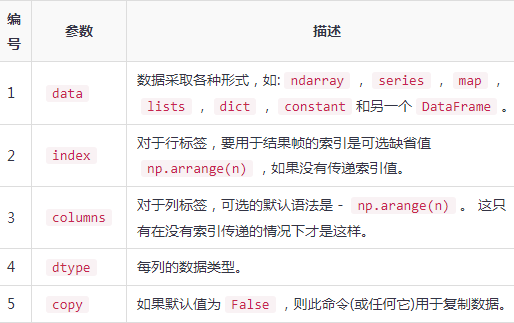 编号 参数 描述
1 data 数据采取各种形式，如: ndarray ， series ， map ，
lists ， dict ， constant 和另一个 DataFrame 。
2 index 对于行标签，要用于结果帧的索引是可选缺省值
np.arrange(n) ，如果没有传递索引值。
3 columns 对于列标签，可选的默认语法是 - np.arange(n) 。 这只
有在没有索引传递的情况下才是这样。
4 dtype 每列的数据类型。
5 copy 如果默认值为 False ，则此命令(或任何它)用于复制数据。